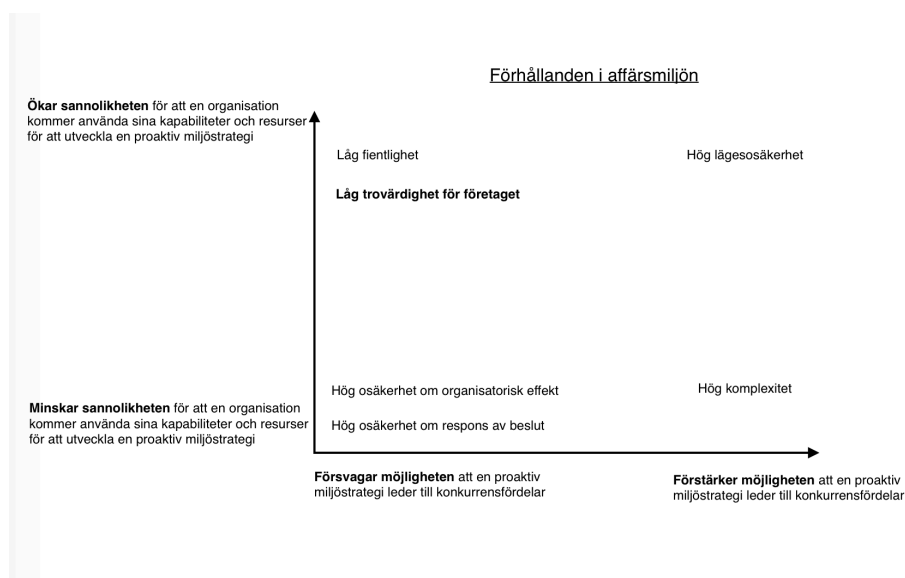 Förhållanden i affärsmiljön
Ökar sannolikheten för att en organisation
kommer använda sina kapabiliteter och resurser
för att utveckla en proaktiv miljöstrategi
Låg fientlighet
Hög lägesosäkerhet
Låg trovärdighet för företaget
Hög osäkerhet om organisatorisk effekt
Hög komplexitet
Minskar sannolikheten för att en organisation
kommer använda sina kapabiliteter och resurser
för att utveckla en proaktiv miljöstrategi
Hög osäkerhet om respons av beslut
Försvagar möjligheten att en proaktiv
miljöstrategi leder till konkurrensfördelar
Förstärker möjligheten att en proaktiv
miljöstrategi leder till konkurrensfördelar